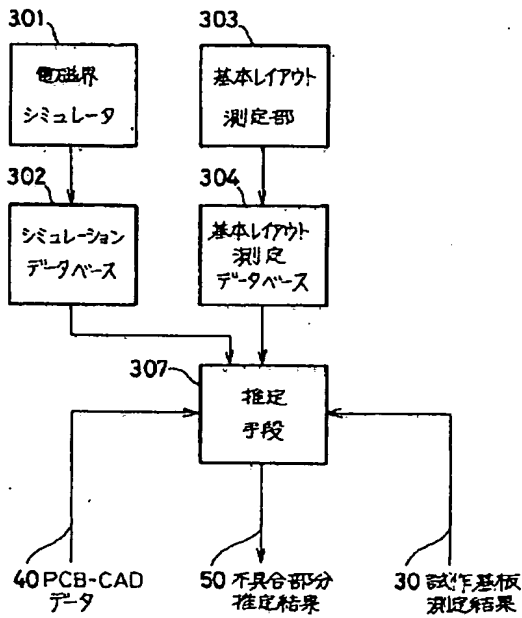 301
電磁界
シミュレータ
303
基本レイアウト
測定部
302
シミュレーション
データベース
304
基本レイアウト
測定
データベース
307
推定
手段
40 PCB-CAD
データ
50 不具合部分
推定結果
30 試作基板
測定結果